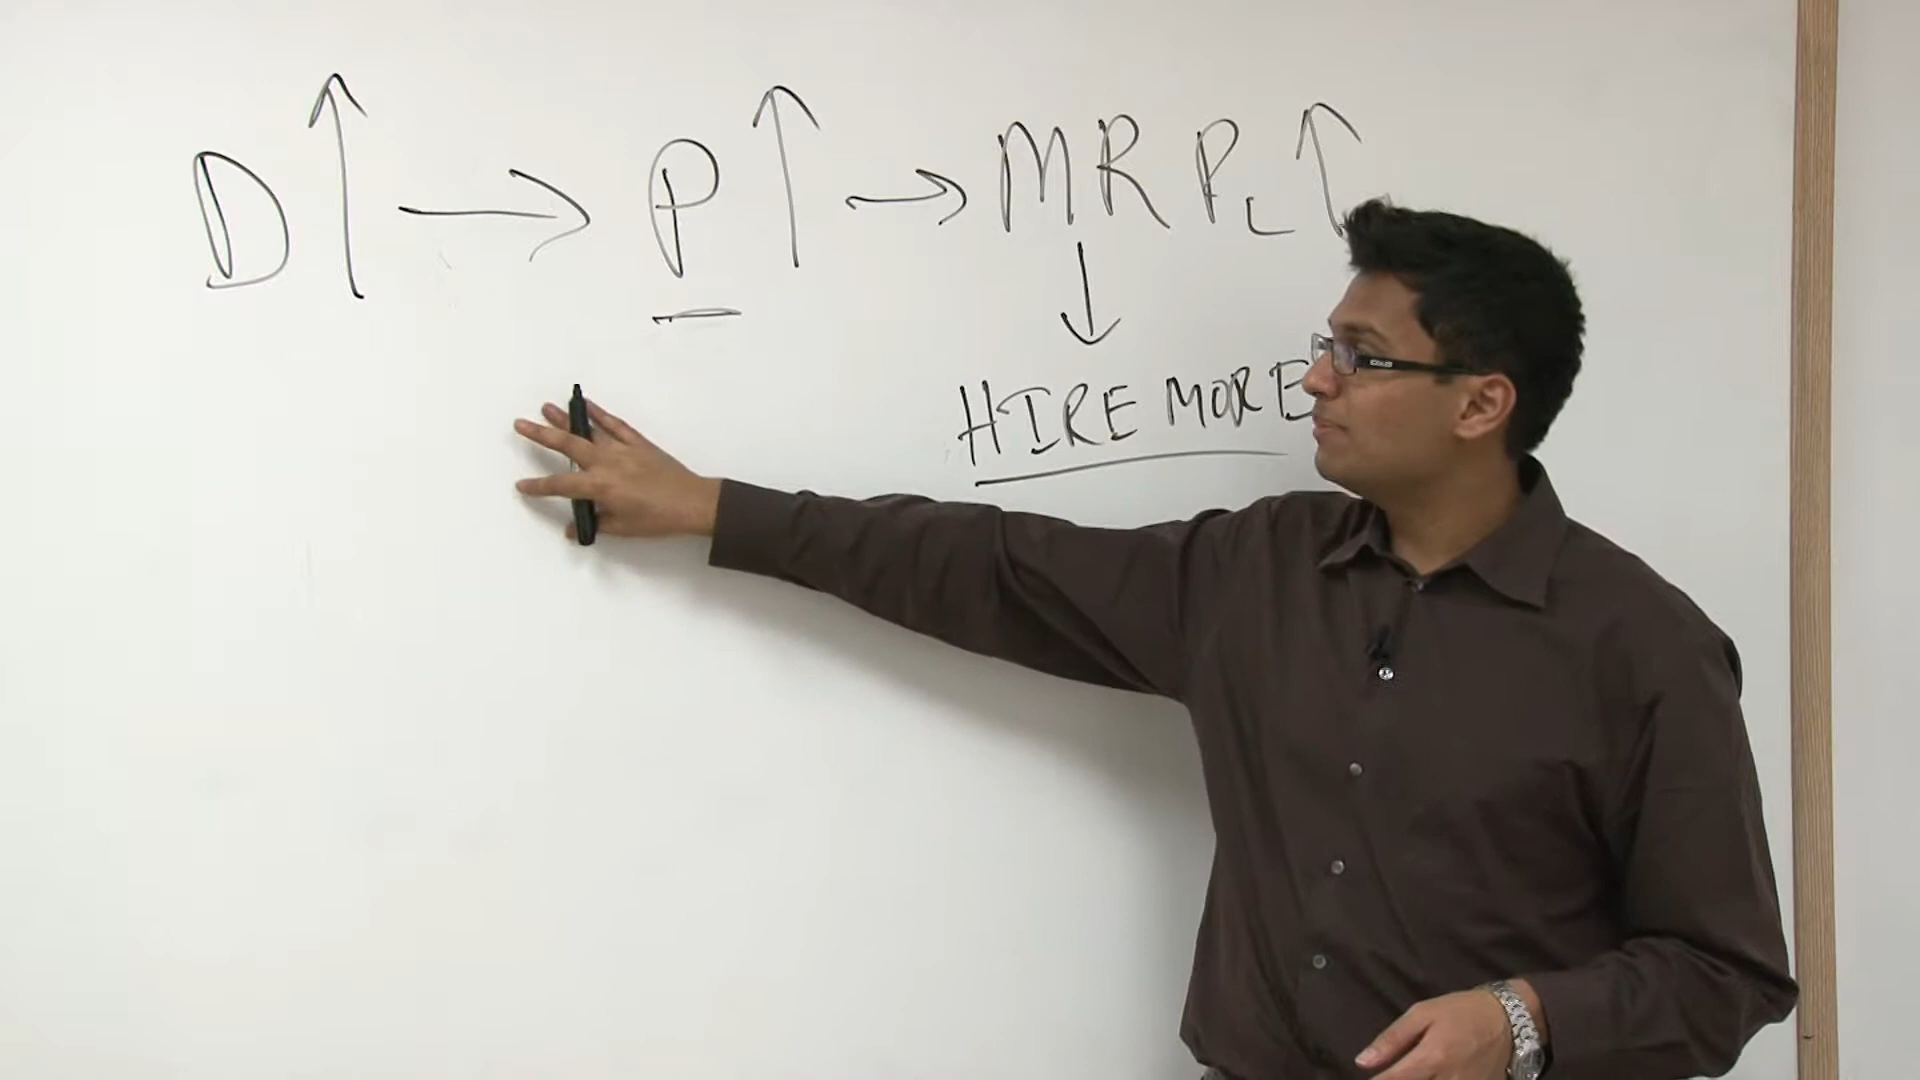 D↑ → P↑ → MRP_L↑
↓
HIRE MORE